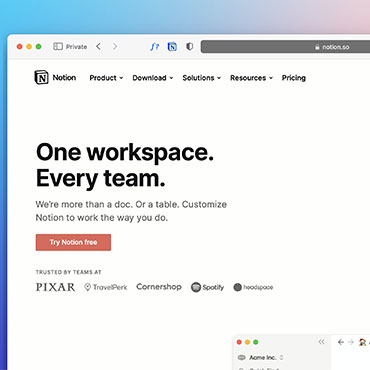 Private
notion.so
Notion Product Download Solutions Resources Pricing
One workspace.
Every team.
We're more than a doc. Or a table. Customize
Notion to work the way you do.
Try Notion free
TRUSTED BY TEAMS AT
PIXAR TravelPerk Cornershop Spotify headspace
Acme Inc.